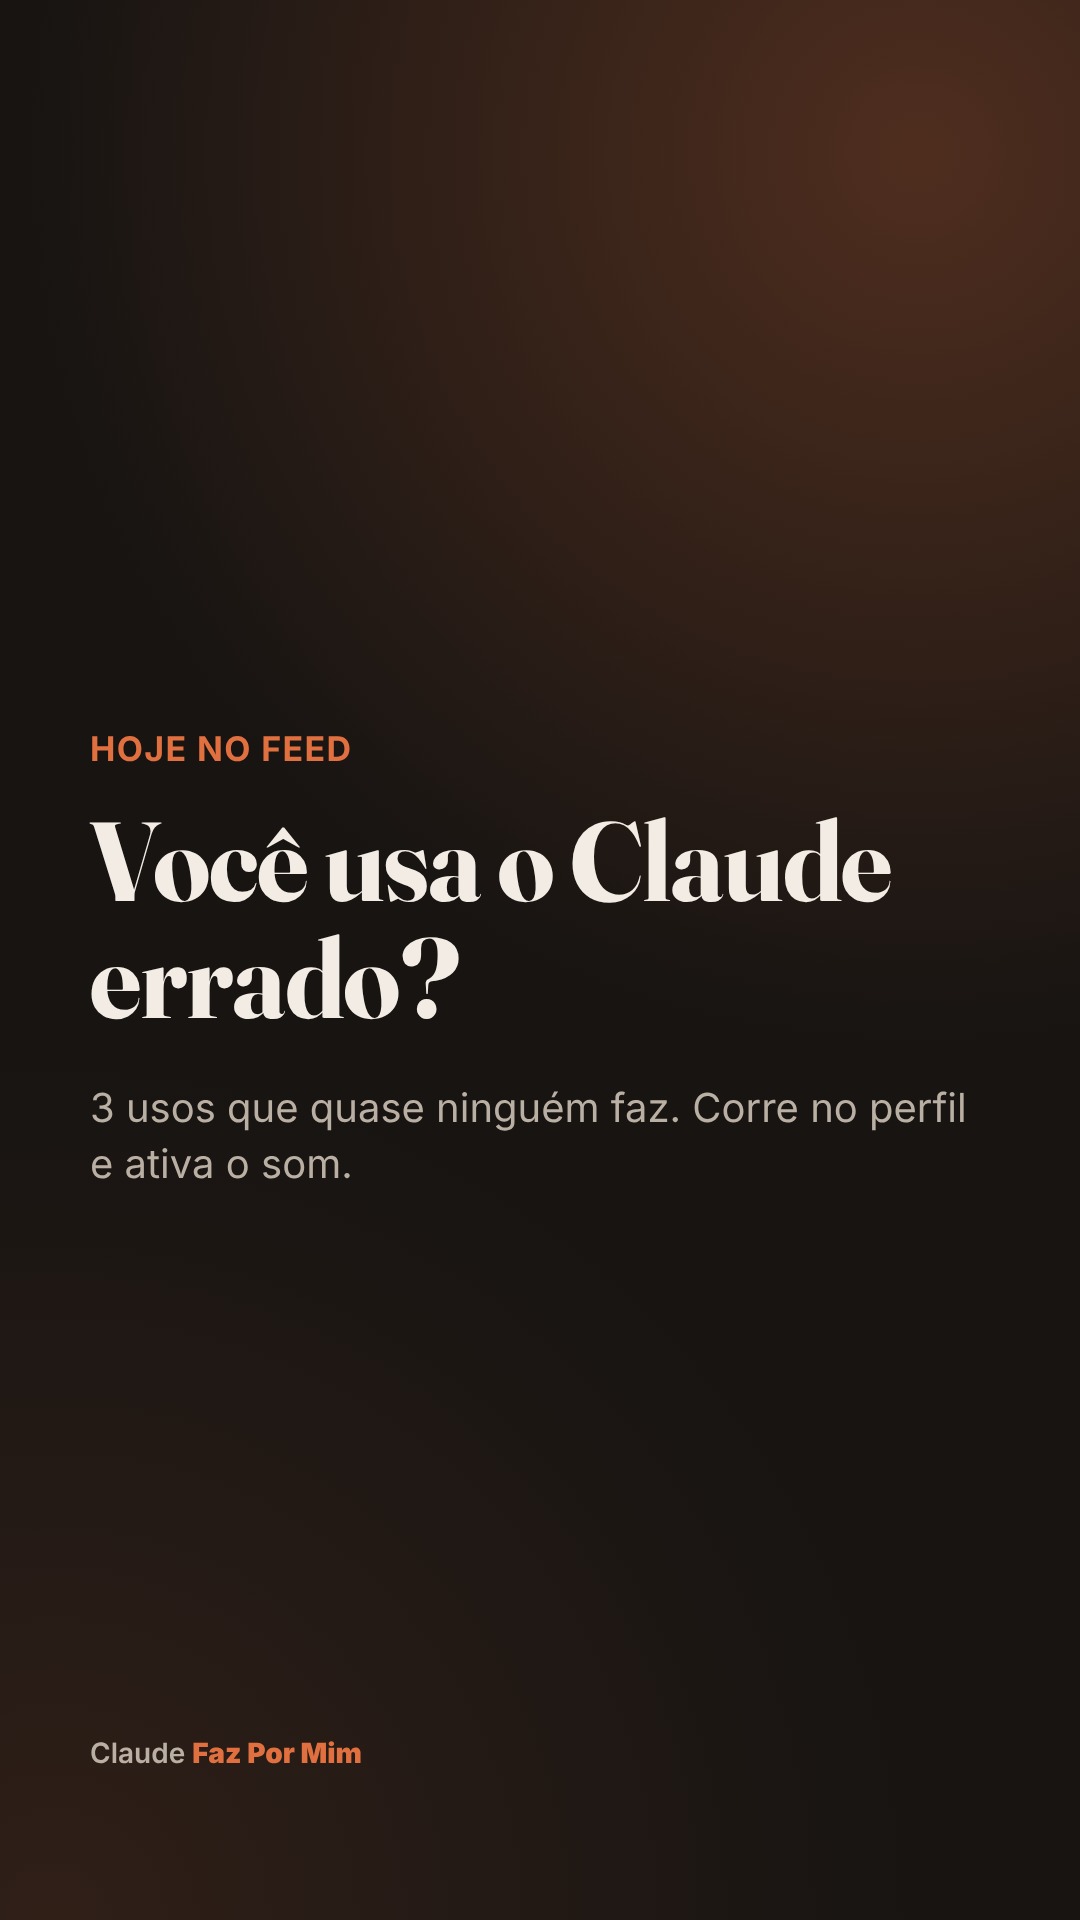 HOJE NO FEED
Você usa o Claude
errado?
3 usos que quase ninguém faz. Corre no perfil
e ativa o som.
Claude Faz Por Mim